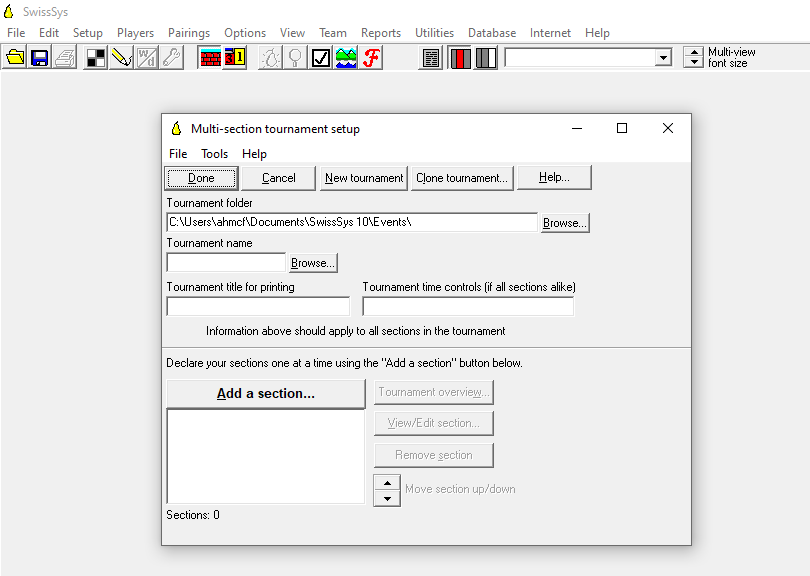 SwissSys
File Edit Setup Players Pairings Options View Team Reports Utilities Database Internet Help
W/d 31 F Multi-view
font size
Multi-section tournament setup
File Tools Help
Done Cancel New tournament Clone tournament... Help...
Tournament folder
C:\Users\ahmcf\Documents\SwissSys 10\Events\ Browse...
Tournament name
Browse...
Tournament title for printing Tournament time controls (if all sections alike)
Information above should apply to all sections in the tournament
Declare your sections one at a time using the "Add a section" button below.
Add a section... Tournament overview...
View/Edit section...
Remove section
Move section up/down
Sections: 0